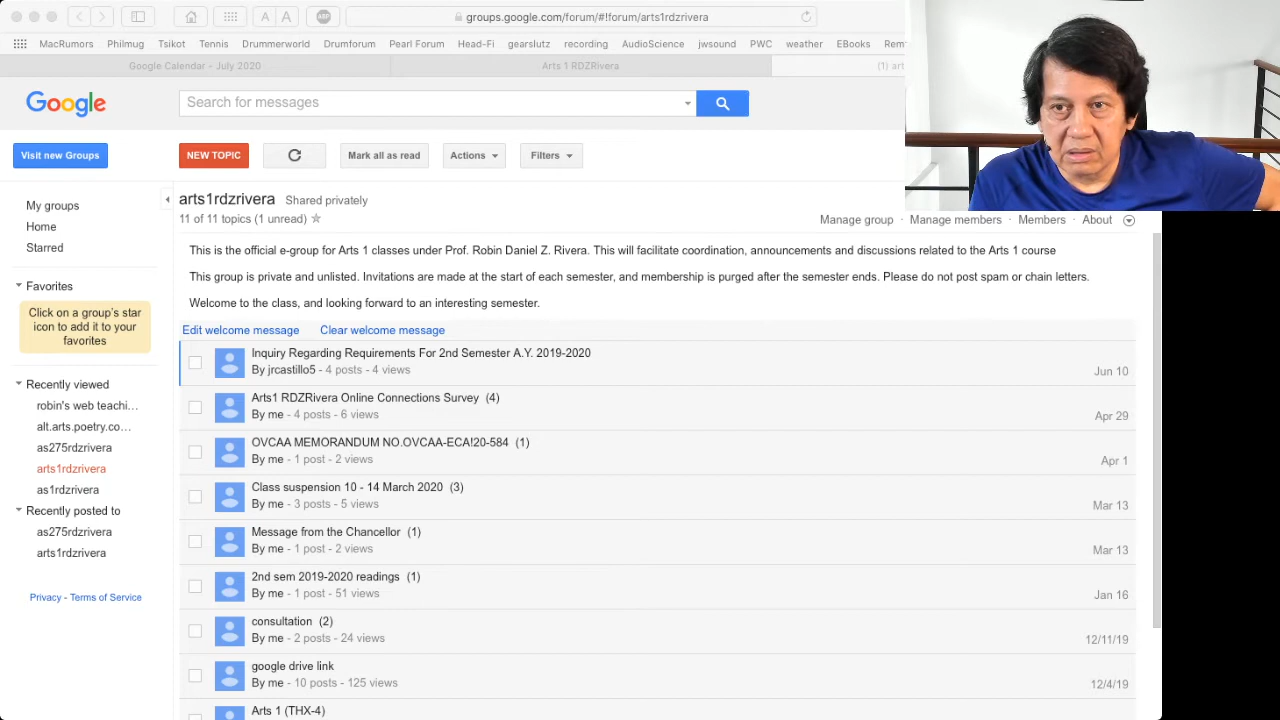 groups.google.com/forum/#!forum/arts1rdzrivera
A A ABP
MacRumors Philmug Tsikot Tennis Drummerworld Drumforum Pearl Forum Head-Fi gearslutz recording AudioScience jwsound PWC weather EBooks
Google Calendar - July 2020 Arts 1 RDZRivera (1)
Google
Search for messages
Visit new Groups NEW TOPIC Mark all as read Actions Filters
My groups
Home
Starred
Favorites
Click on a group's star
icon to add it to your
favorites
Recently viewed
robin's web teachi...
alt.arts.poetry.co...
as275rdzrivera
arts1rdzrivera
as1rdzrivera
Recently posted to
as275rdzrivera
arts1rdzrivera
Privacy - Terms of Service
arts1rdzrivera Shared privately
11 of 11 topics (1 unread)
Manage group · Manage members · Members · About
This is the official e-group for Arts 1 classes under Prof. Robin Daniel Z. Rivera. This will facilitate coordination, announcements and discussions related to the Arts 1 course
This group is private and unlisted. Invitations are made at the start of each semester, and membership is purged after the semester ends. Please do not post spam or chain letters.
Welcome to the class, and looking forward to an interesting semester.
Edit welcome message Clear welcome message
Inquiry Regarding Requirements For 2nd Semester A.Y. 2019-2020
By jrcastillo5 - 4 posts - 4 views
Jun 10
Arts1 RDZRivera Online Connections Survey (4)
By me - 4 posts - 6 views
Apr 29
OVCAA MEMORANDUM NO.OVCAA-ECA!20-584 (1)
By me - 1 post - 2 views
Apr 1
Class suspension 10 - 14 March 2020 (3)
By me - 3 posts - 5 views
Mar 13
Message from the Chancellor (1)
By me - 1 post - 2 views
Mar 13
2nd sem 2019-2020 readings (1)
By me - 1 post - 51 views
Jan 16
consultation (2)
By me - 2 posts - 24 views
12/11/19
google drive link
By me - 10 posts - 125 views
12/4/19
Arts 1 (THX-4)